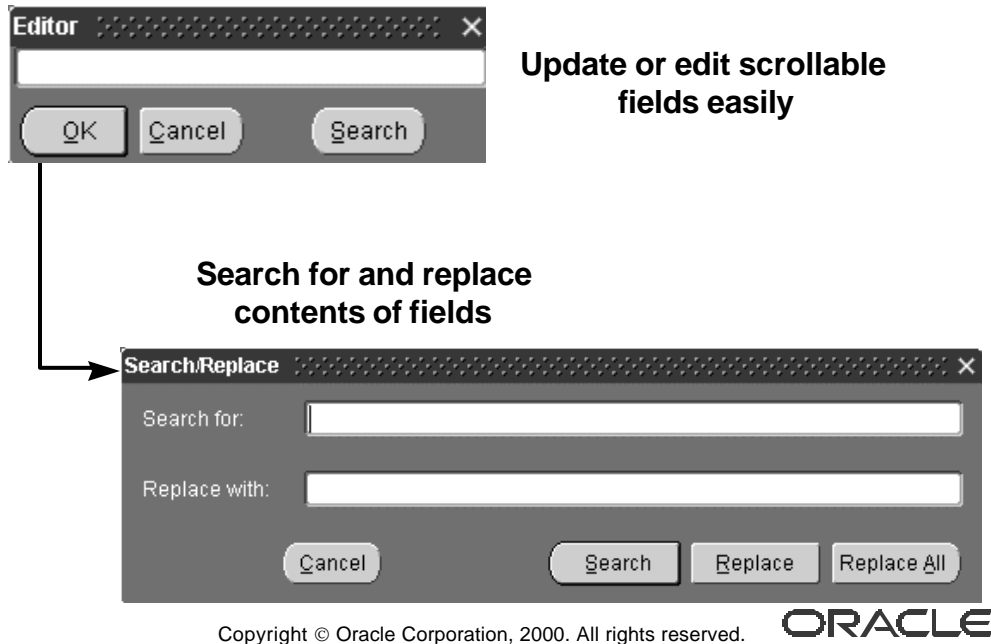 Editor
Update or edit scrollable
fields easily
OK Cancel Search
Search for and replace
contents of fields
Search/Replace
Search for:
Replace with:
Cancel Search Replace Replace All
Copyright © Oracle Corporation, 2000. All rights reserved.
ORACLE